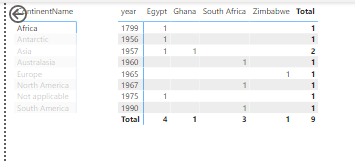 ContinentName
Africa
Antarctic
Asia
Australasia
Europe
North America
Not applicable
South America
year Egypt Ghana South Africa Zimbabwe Total
1799 1 1
1956 1 1
1957 1 1 2
1960 1 1
1965 1 1
1967 1 1
1975 1 1
1990 1 1
Total 4 1 3 1 9